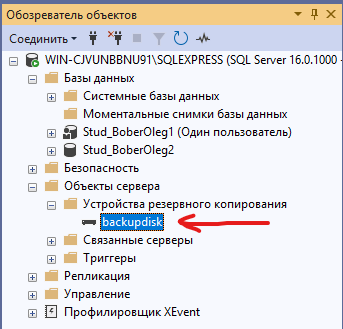 Обозреватель объектов
Соединить
WIN-CJVUNBBNU91\SQLEXPRESS (SQL Server 16.0.1000 -
Базы данных
Системные базы данных
Моментальные снимки базы данных
Stud_BoberOleg1 (Один пользователь)
Stud_BoberOleg2
Безопасность
Объекты сервера
Устройства резервного копирования
backupdisk
Связанные серверы
Триггеры
Репликация
Управление
Профилировщик XEvent